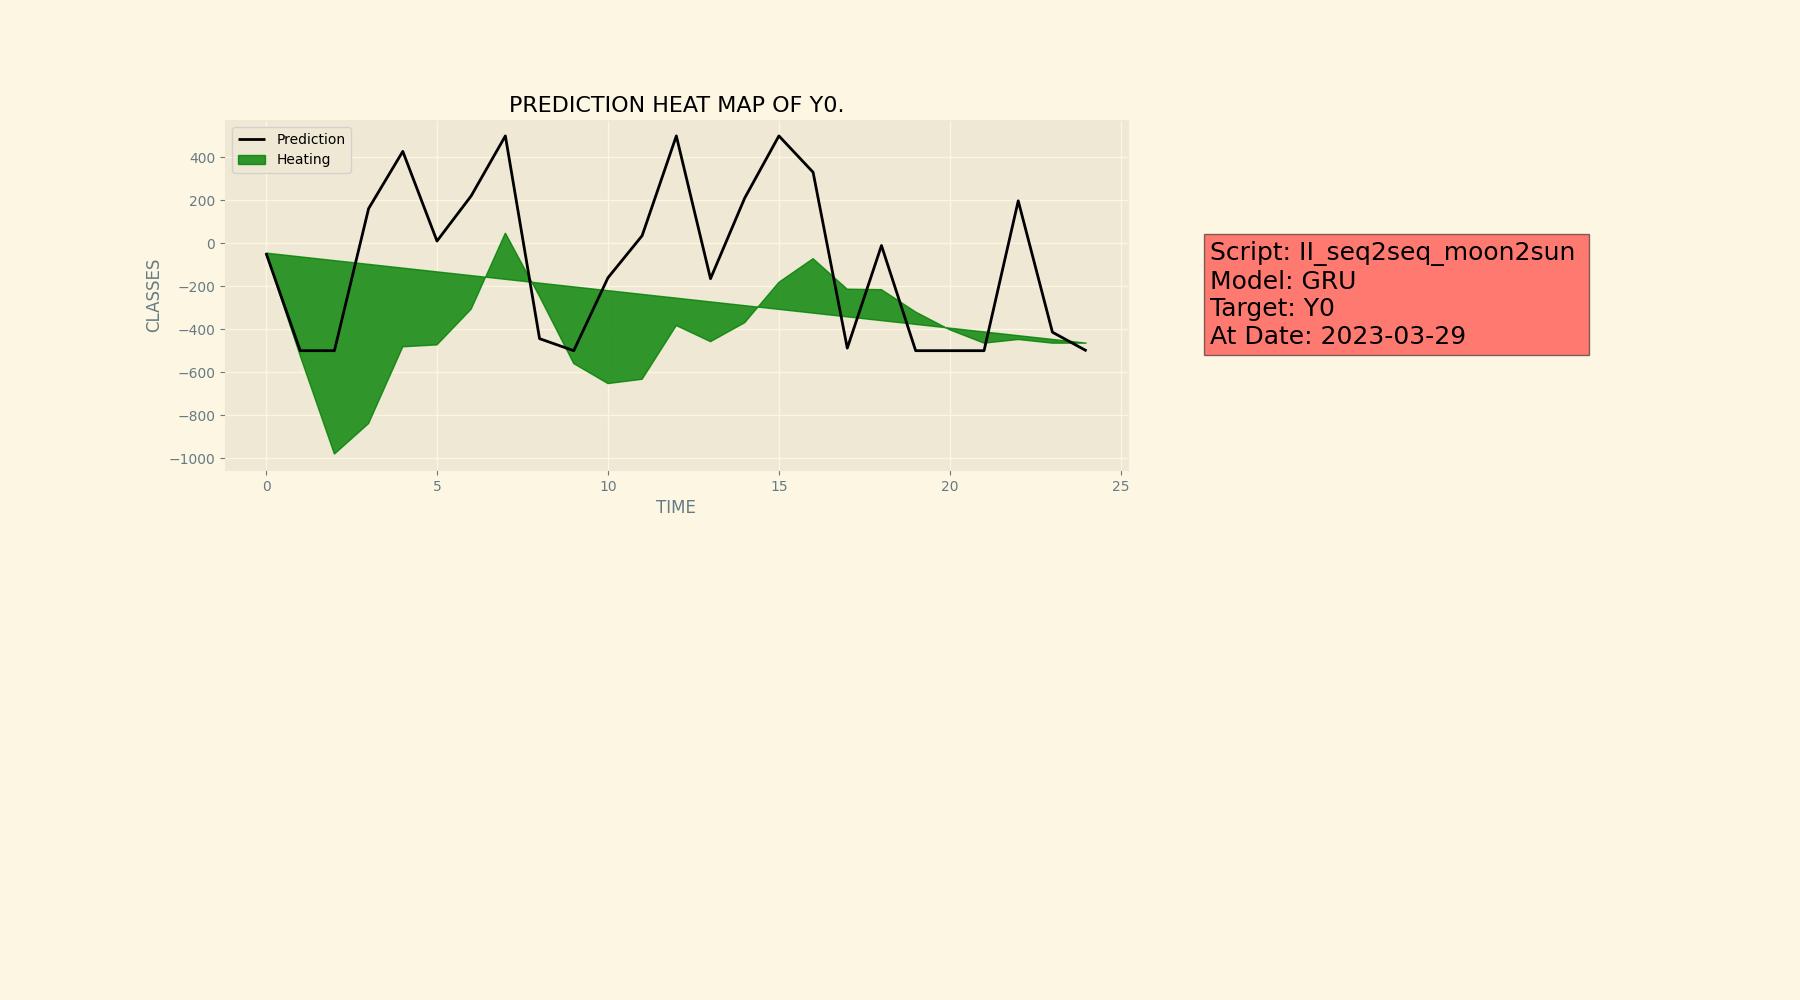 PREDICTION HEAT MAP OF Y0.
Prediction
Heating
400
200
0
−200
−400
−600
−800
−1000
CLASSES
0 5 10 15 20 25
TIME
Script: II_seq2seq_moon2sun
Model: GRU
Target: Y0
At Date: 2023-03-29